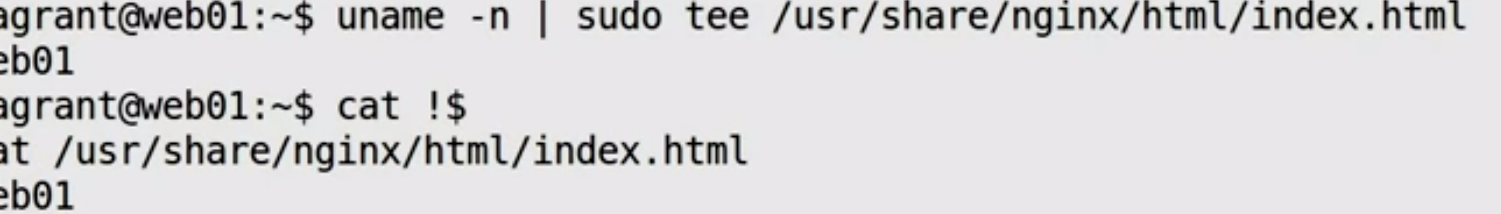 agrant@web01:~$ uname -n | sudo tee /usr/share/nginx/html/index.html
eb01
agrant@web01:~$ cat !$
at /usr/share/nginx/html/index.html
eb01